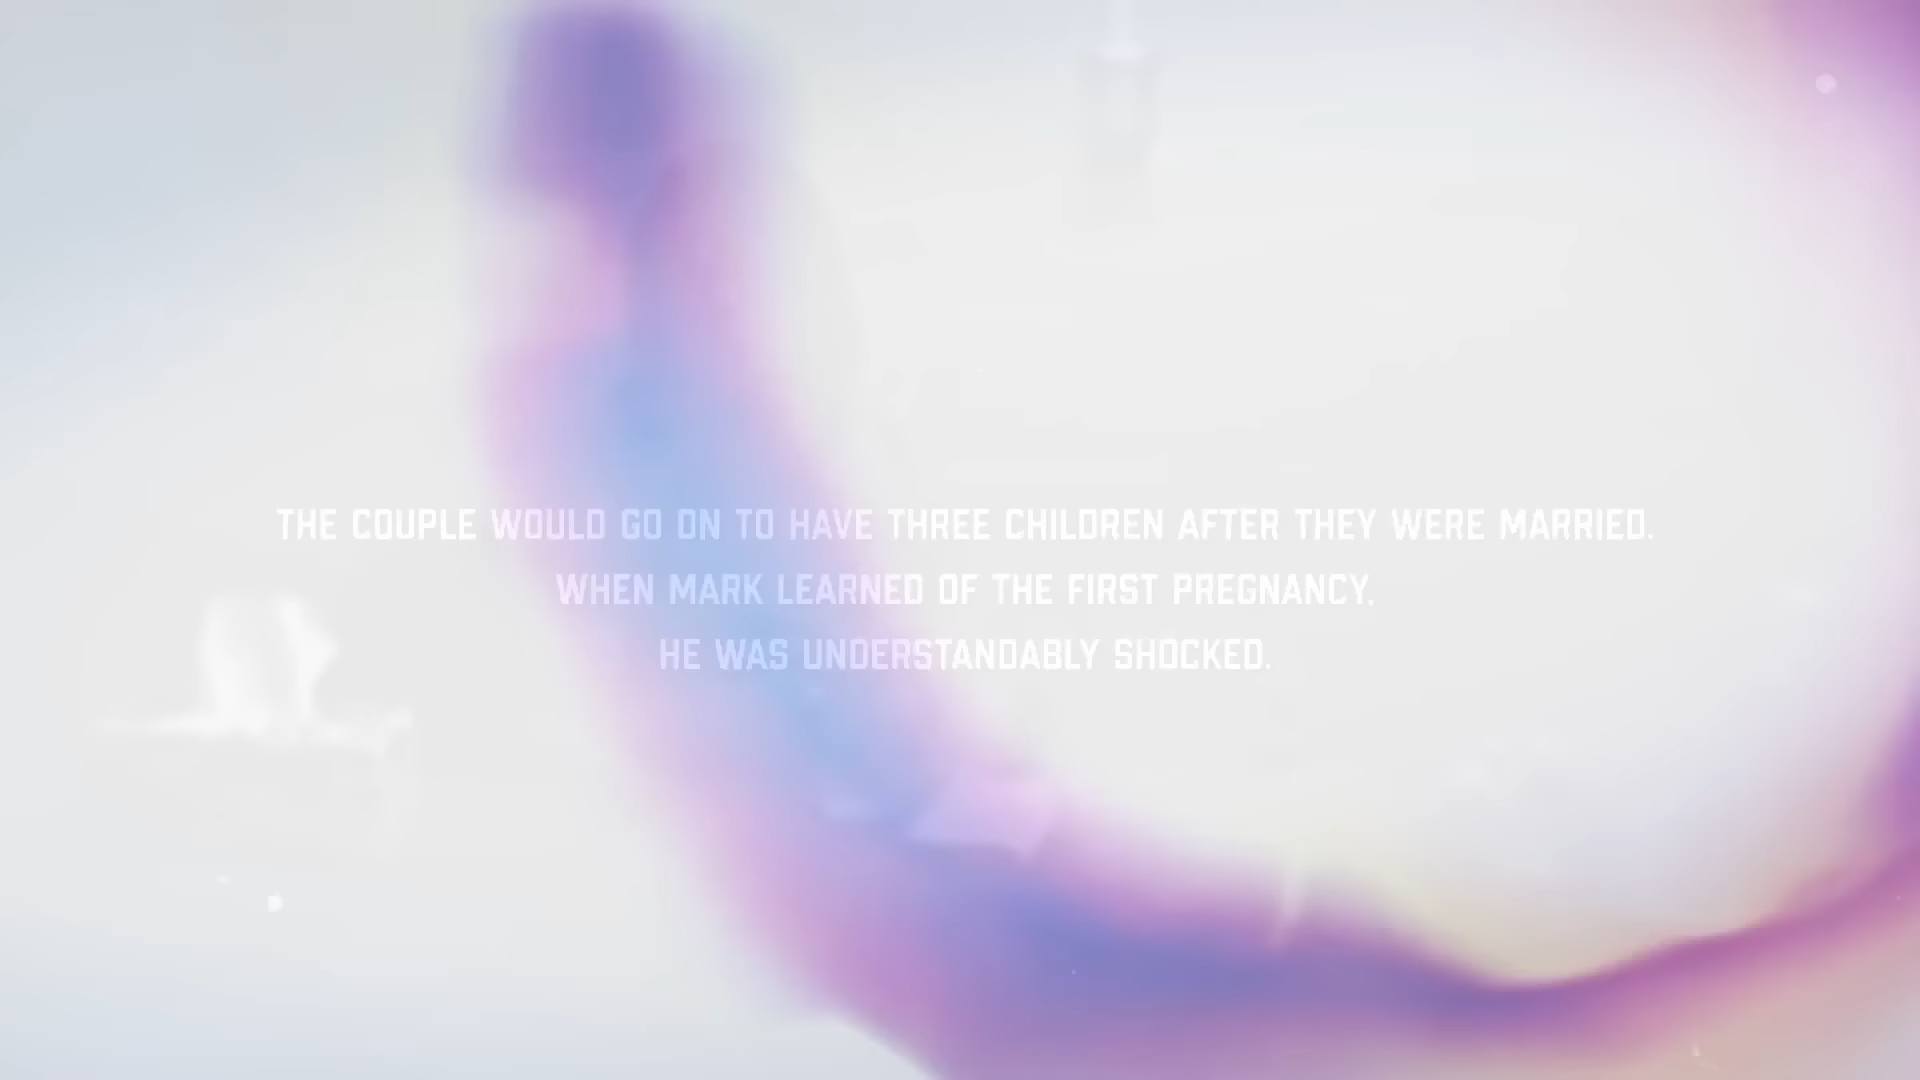 THE COUPLE WOULD GO ON TO HAVE THREE CHILDREN AFTER THEY WERE MARRIED.
WHEN MARK LEARNED OF THE FIRST PREGNANCY,
HE WAS UNDERSTANDABLY SHOCKED.